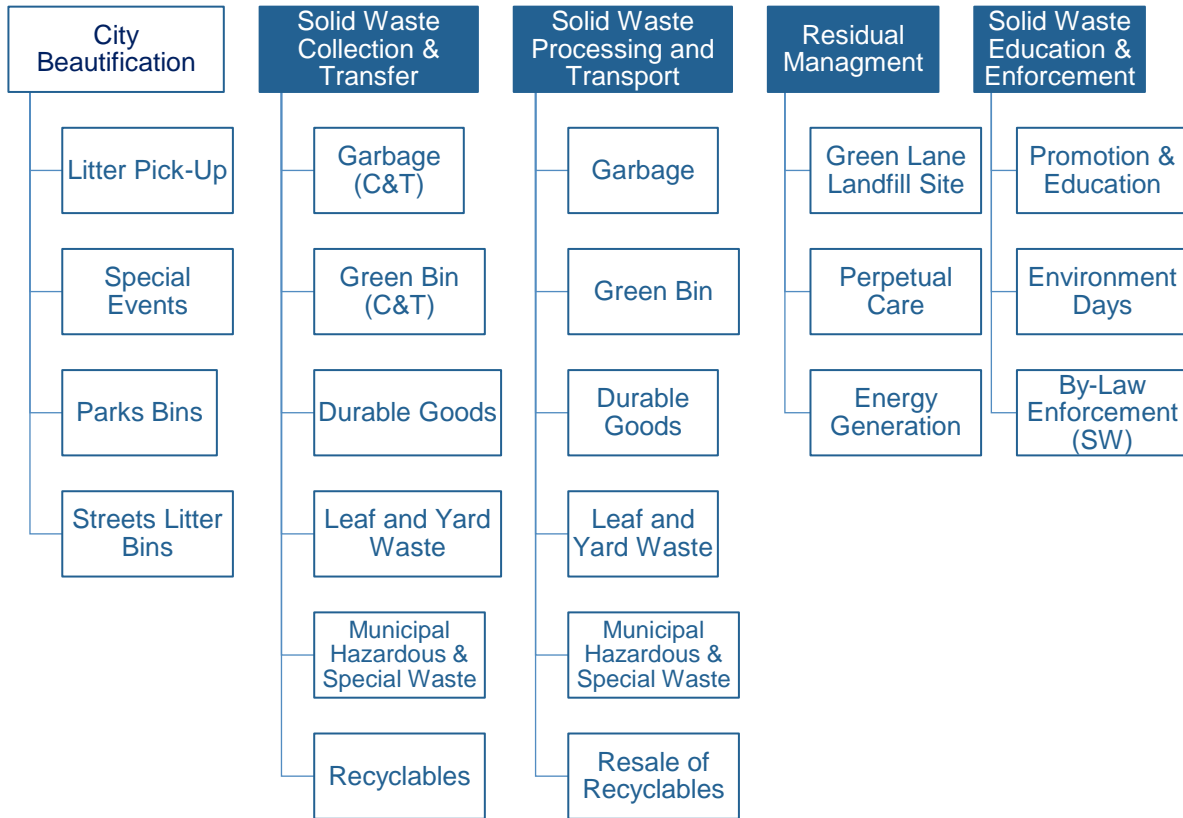 City
Beautification
Litter Pick-Up
Special
Events
Parks Bins
Streets Litter
Bins
Solid Waste
Collection &
Transfer
Garbage
(C&T)
Green Bin
(C&T)
Durable Goods
Leaf and Yard
Waste
Municipal
Hazardous &
Special Waste
Recyclables
Solid Waste
Processing and
Transport
Garbage
Green Bin
Durable
Goods
Leaf and
Yard Waste
Municipal
Hazardous &
Special Waste
Resale of
Recyclables
Residual
Managment
Green Lane
Landfill Site
Perpetual
Care
Energy
Generation
Solid Waste
Education &
Enforcement
Promotion &
Education
Environment
Days
By-Law
Enforcement
(SW)